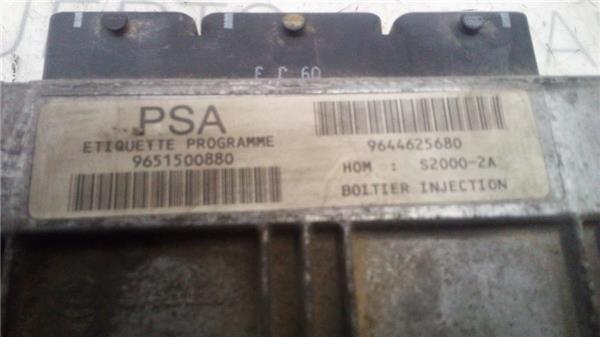 PSA
ETIQUETTE PROGRAMME
9651500880
9644625680
HOM : S2000-2A
BOITIER INJECTION